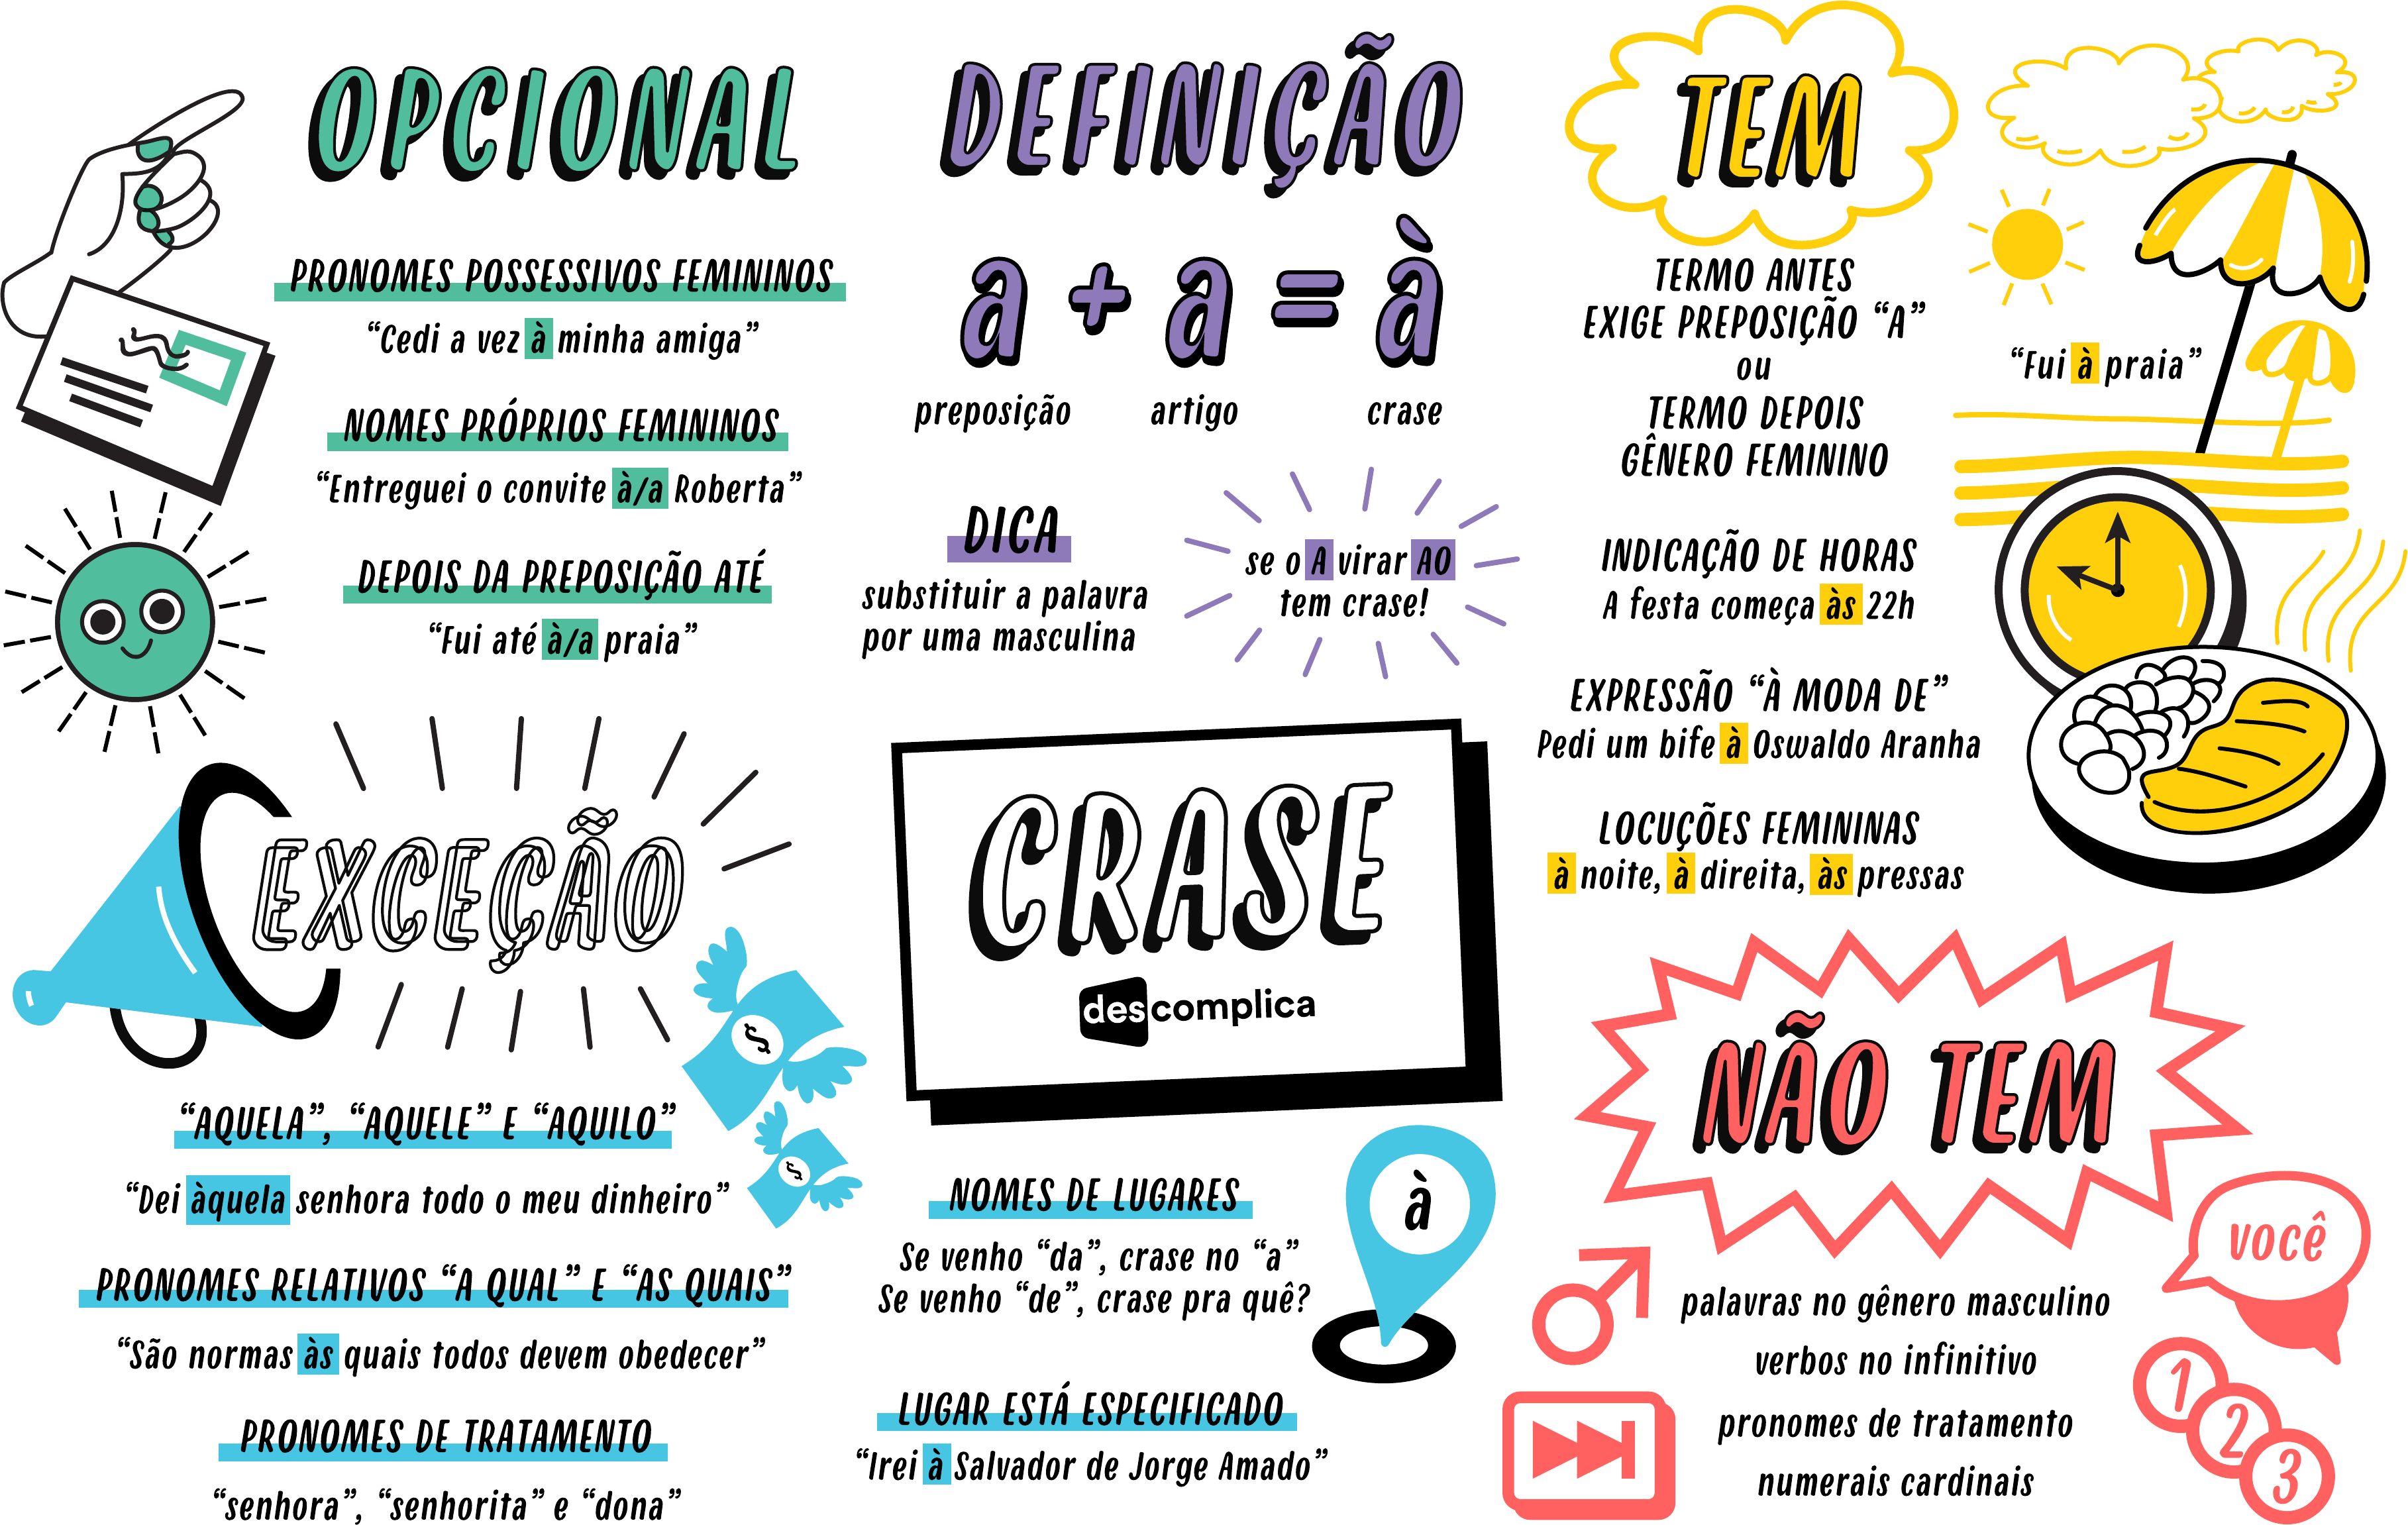 OPCIONAL
PRONOMES POSSESSIVOS FEMININOS
“Cedi a vez à minha amiga”
NOMES PRÓPRIOS FEMININOS
“Entreguei o convite à/a Roberta”
DEPOIS DA PREPOSIÇÃO ATÉ
“Fui até à/a praia”
DEFINIÇÃO
a + a = à
preposição artigo crase
DICA
substituir a palavra
por uma masculina
se o A virar AO
tem crase!
TEM
TERMO ANTES
EXIGE PREPOSIÇÃO “A”
ou
TERMO DEPOIS
GÊNERO FEMININO
“Fui à praia”
INDICAÇÃO DE HORAS
A festa começa às 22h
EXPRESSÃO “À MODA DE”
Pedi um bife à Oswaldo Aranha
LOCUÇÕES FEMININAS
à noite, à direita, às pressas
EXCEÇÃO
$
$
“AQUELA”, “AQUELE” E “AQUILO”
“Dei àquela senhora todo o meu dinheiro”
PRONOMES RELATIVOS “A QUAL” E “AS QUAIS”
“São normas às quais todos devem obedecer”
PRONOMES DE TRATAMENTO
“senhora”, “senhorita” e “dona”
CRASE
descomplica
NOMES DE LUGARES
Se venho “da”, crase no “a”
Se venho “de”, crase pra quê?
à
LUGAR ESTÁ ESPECIFICADO
“Irei à Salvador de Jorge Amado”
NÃO TEM
você
palavras no gênero masculino
verbos no infinitivo
pronomes de tratamento
numerais cardinais
1
2
3